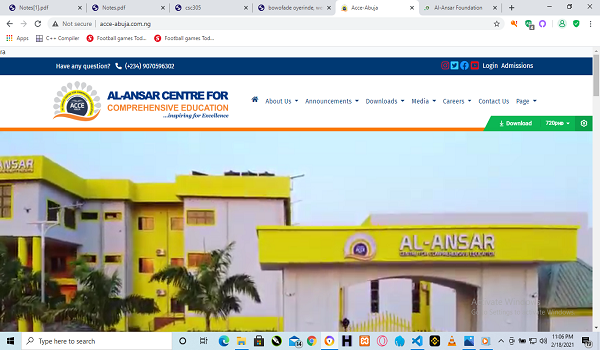 Notes[1].pdf
Notes.pdf
csc305
bowofade oyerinde, wo
Acce-Abuja
Al-Ansar Foundation
Not secure | acce-abuja.com.ng
Apps C++ Compiler Football games Tod... Football games Tod...
ra
Have any question? (+234) 9070596302
Login Admissions
ACCE
AL-ANSAR CENTRE FOR
COMPREHENSIVE EDUCATION
...inspiring for Excellence
About Us Announcements Downloads Media Careers Contact Us Page
Download 720p
AL-ANSAR
AL-ANSAR
CENTRE FOR COMPREHENSIVE EDUCATION
Activate Windows
Go to Settings to activate Windows.
Type here to search
11:06 PM
2/18/2021